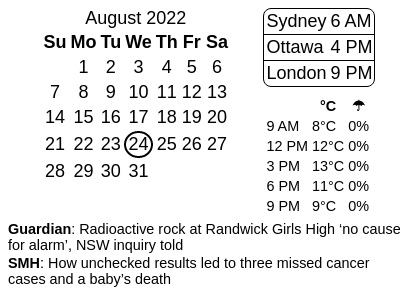 August 2022
Su Mo Tu We Th Fr Sa
1 2 3 4 5 6
7 8 9 10 11 12 13
14 15 16 17 18 19 20
21 22 23 24 25 26 27
28 29 30 31
Sydney 6 AM
Ottawa 4 PM
London 9 PM
°C ☂
9 AM 8°C 0%
12 PM 12°C 0%
3 PM 13°C 0%
6 PM 11°C 0%
9 PM 9°C 0%
Guardian: Radioactive rock at Randwick Girls High ‘no cause
for alarm’, NSW inquiry told
SMH: How unchecked results led to three missed cancer
cases and a baby’s death